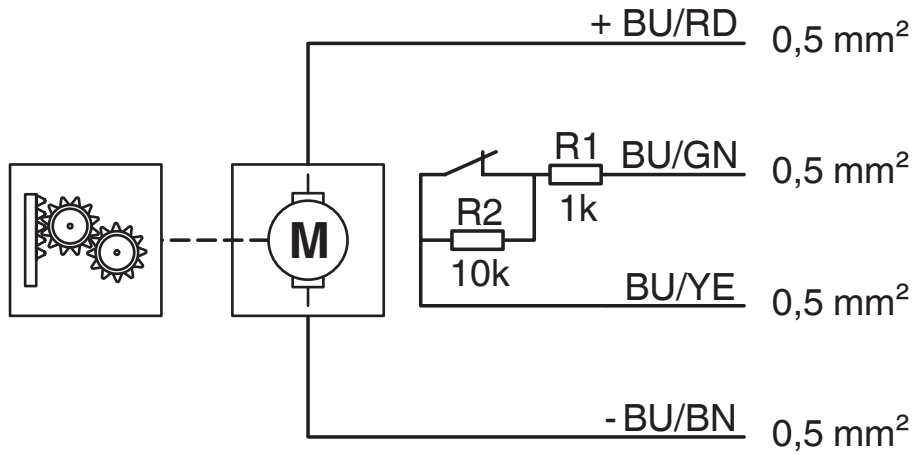 + BU/RD 0,5 mm²
R1 BU/GN 0,5 mm²
1k
R2
M
10k
BU/YE 0,5 mm²
- BU/BN 0,5 mm²